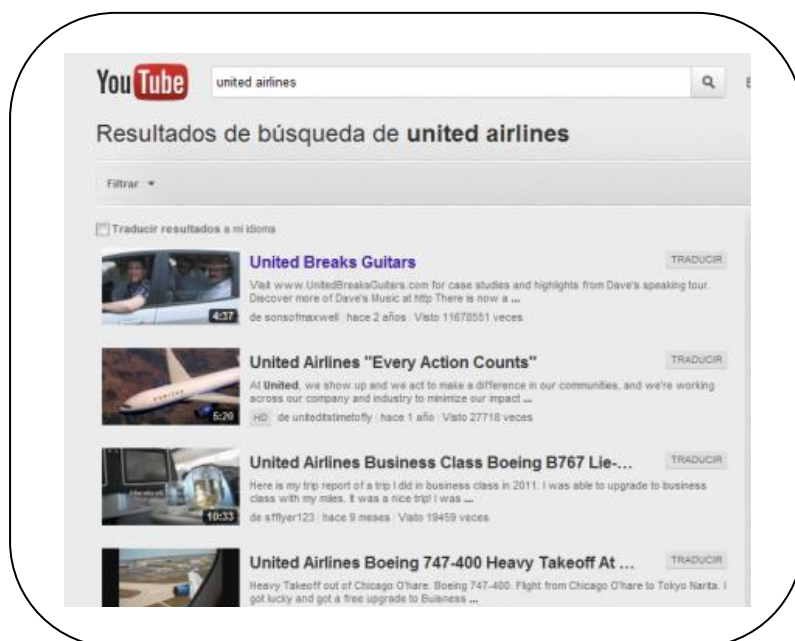 YouTube
united airlines
Resultados de búsqueda de united airlines
Filtrar
Traducir resultados a mi idioma
United Breaks Guitars
TRADUCIR
Visit www.UnitedBreaksGuitars.com for case studies and highlights from Dave's speaking tour.
Discover more of Dave's Music at http There is now a ...
4:37
de sonsofmaxwell hace 2 años Visto 11678551 veces
United Airlines "Every Action Counts"
TRADUCIR
At United, we show up and we act to make a difference in our communities, and we're working
across our company and industry to minimize our impact ...
5:20
HD de unitedititstimetofly hace 1 año Visto 27718 veces
United Airlines Business Class Boeing B767 Lie-...
TRADUCIR
Here is my trip report of a trip I did in business class in 2011. I was able to upgrade to business
class with my miles. It was a nice trip! I was ...
10:33
de sfflyer123 hace 9 meses Visto 19459 veces
United Airlines Boeing 747-400 Heavy Takeoff At ...
TRADUCIR
Heavy Takeoff out of Chicago O'hare. Boeing 747-400. Flight from Chicago O'hare to Tokyo Narita. I
got lucky and got a free upgrade to Buisness ...